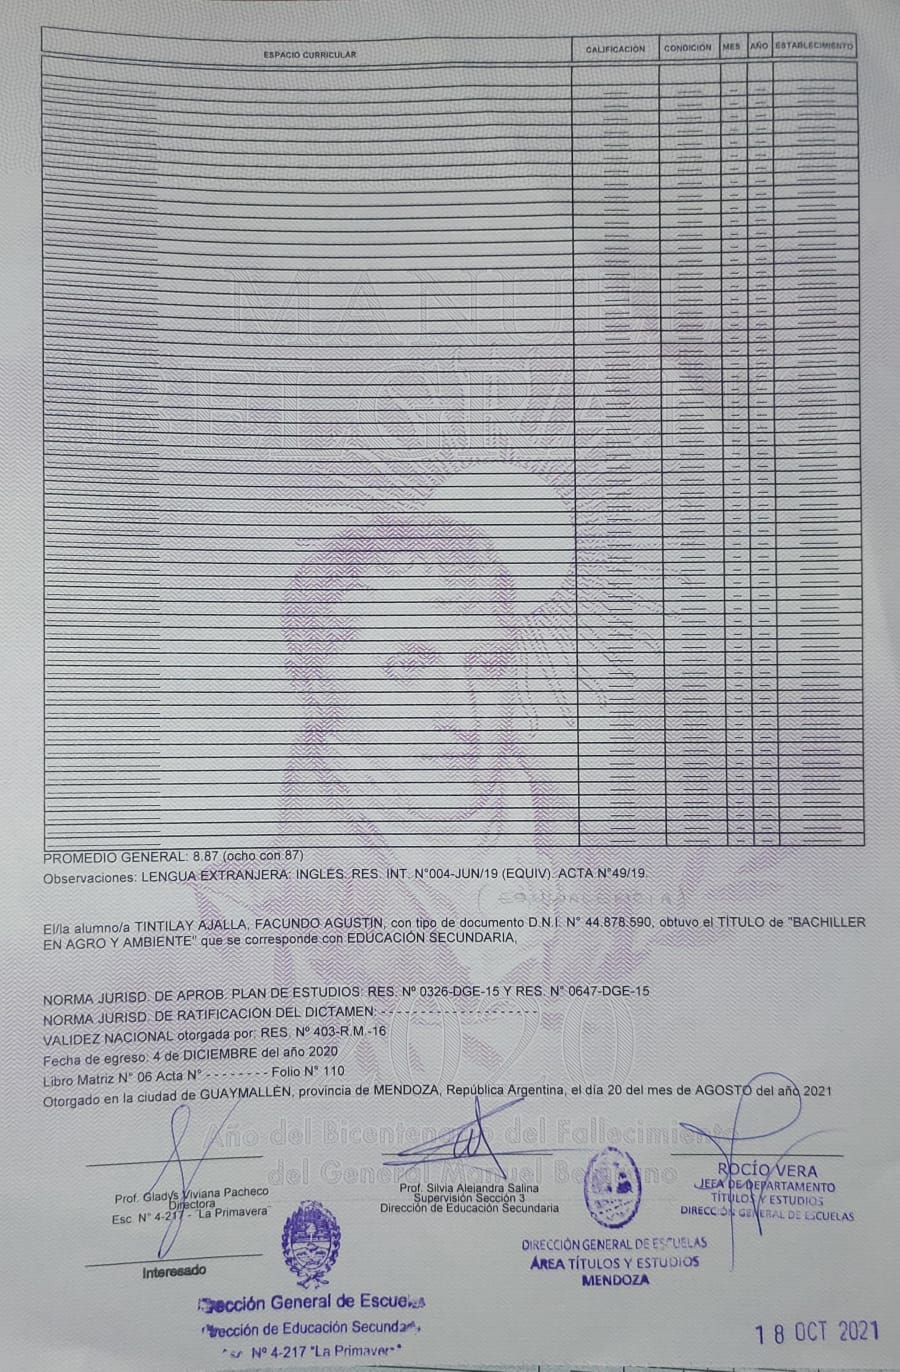 ESPACIO CURRICULAR CALIFICACIÓN CONDICIÓN MES AÑO ESTABLECIMIENTO
MANUEL
BELGRANO
PROMEDIO GENERAL: 8.87 (ocho con 87)
Observaciones: LENGUA EXTRANJERA: INGLÉS. RES. INT. N°004-JUN/19 (EQUIV). ACTA N°49/19.
El/la alumno/a TINTILAY AJALLA, FACUNDO AGUSTIN, con tipo de documento D.N.I. N° 44.878.590, obtuvo el TÍTULO de "BACHILLER
EN AGRO Y AMBIENTE" que se corresponde con EDUCACIÓN SECUNDARIA,
NORMA JURISD. DE APROB. PLAN DE ESTUDIOS: RES. Nº 0326-DGE-15 Y RES. N° 0647-DGE-15
NORMA JURISD. DE RATIFICACION DEL DICTAMEN: - - - - - - - - - - - - - - - - - - - - -
VALIDEZ NACIONAL otorgada por: RES. Nº 403-R.M.-16
Fecha de egreso: 4 de DICIEMBRE del año 2020
Libro Matriz N° 06 Acta N° - - - - - - - - Folio N° 110
2020
Otorgado en la ciudad de GUAYMALLÉN, provincia de MENDOZA, República Argentina, el día 20 del mes de AGOSTO del año 2021
Año del Bicentenario del Fallecimiento
del General Manuel Belgrano
Prof. Gladys Viviana Pacheco
Directora
Esc N° 4-217 - "La Primavera"
Prof. Silvia Alejandra Salina
Supervisión Sección 3
Dirección de Educación Secundaria
ROCÍO VERA
JEFA DE DEPARTAMENTO
TÍTULOS Y ESTUDIOS
DIRECCIÓN GENERAL DE ESCUELAS
Interesado
DIRECCIÓN GENERAL DE ESCUELAS
ÁREA TÍTULOS Y ESTUDIOS
MENDOZA
Dirección General de Escuelas
Dirección de Educación Secundaria
Nº 4-217 "La Primavera"
18 OCT 2021